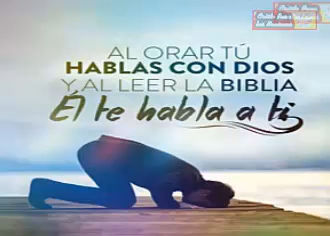 AL ORAR TÚ
HABLAS CON DIOS
Y AL LEER LA BIBLIA
Él te habla a ti